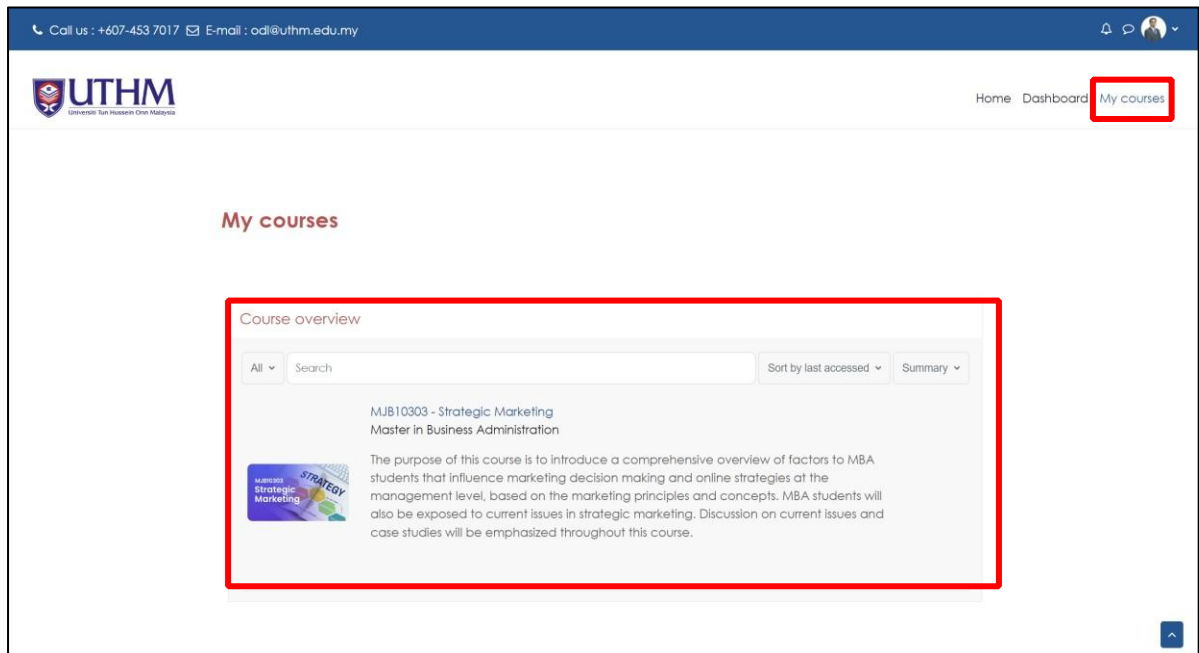 Call us : +607-453 7017 E-mail : odl@uthm.edu.my
UTHM
Universiti Tun Hussein Onn Malaysia
Home Dashboard My courses
My courses
Course overview
All Search Sort by last accessed Summary
MJB10303 - Strategic Marketing
Master in Business Administration
The purpose of this course is to introduce a comprehensive overview of factors to MBA
students that influence marketing decision making and online strategies at the
management level, based on the marketing principles and concepts. MBA students will
also be exposed to current issues in strategic marketing. Discussion on current issues and
case studies will be emphasized throughout this course.
MJB10303
Strategic
Marketing
STRATEGY